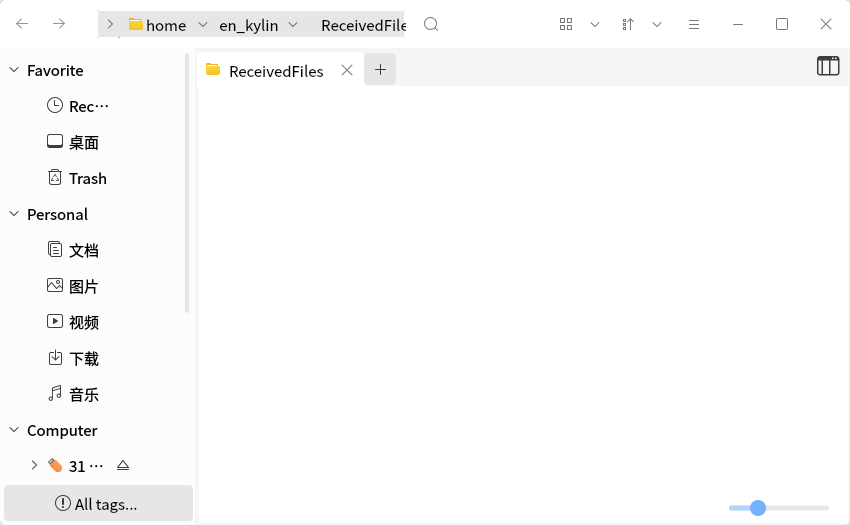 home en_kylin ReceivedFile
Favorite
ReceivedFiles
Rec···
桌面
Trash
Personal
文档
图片
视频
下载
音乐
Computer
31 ···
All tags...